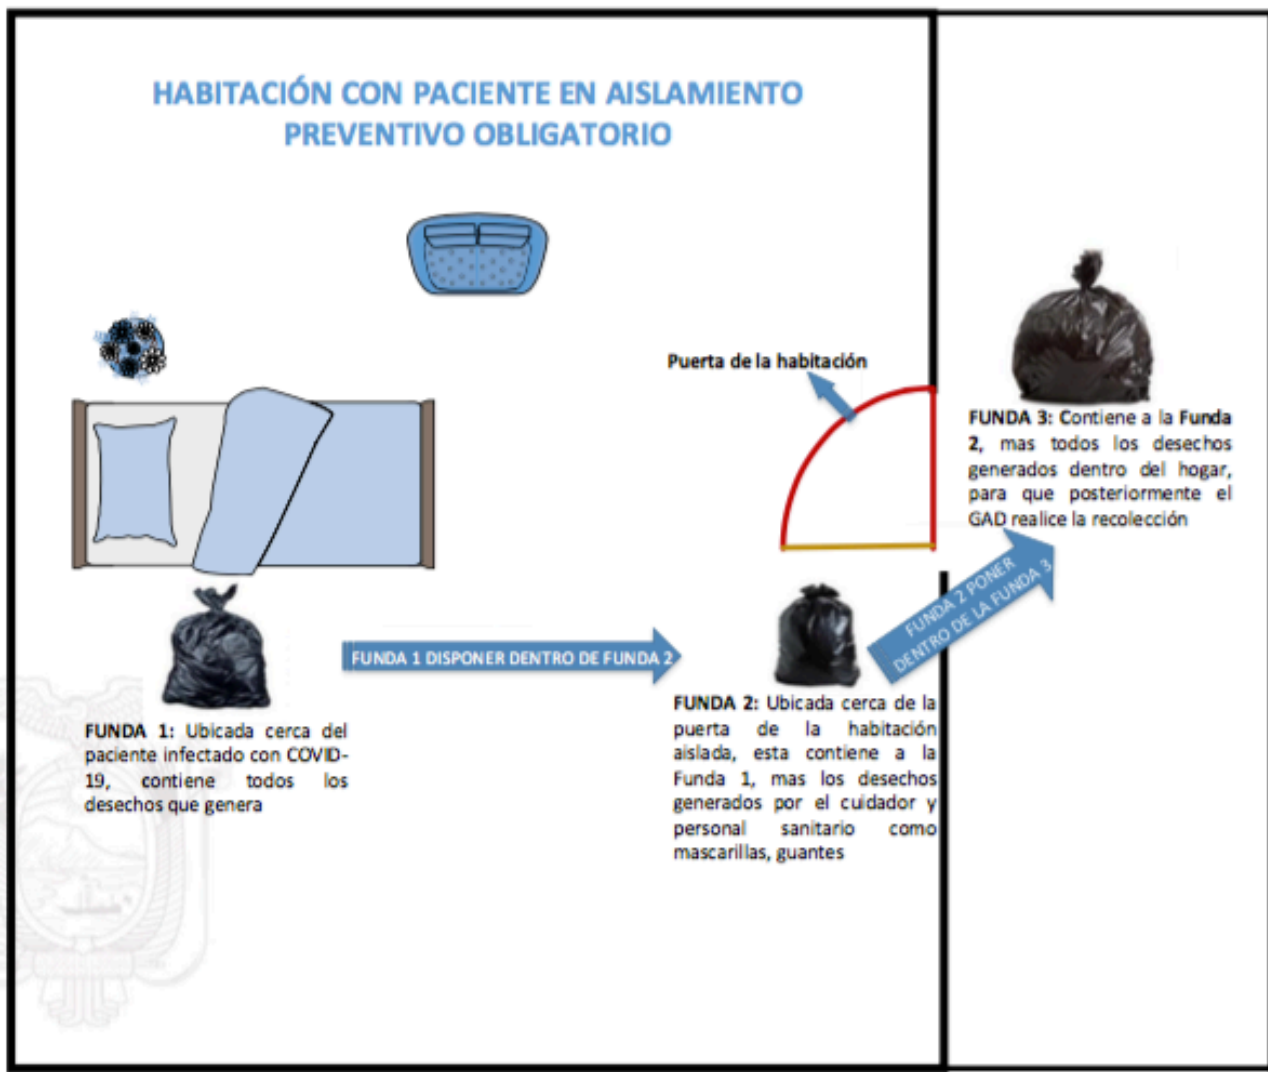 HABITACIÓN CON PACIENTE EN AISLAMIENTO
PREVENTIVO OBLIGATORIO
Puerta de la habitación
FUNDA 3: Contiene a la Funda
2, mas todos los desechos
generados dentro del hogar,
para que posteriormente el
GAD realice la recolección
FUNDA 2 PONER
DENTRO DE LA FUNDA 3
FUNDA 1 DISPONER DENTRO DE FUNDA 2
FUNDA 1: Ubicada cerca del
paciente infectado con COVID-
19, contiene todos los
desechos que genera
FUNDA 2: Ubicada cerca de la
puerta de la habitación
aislada, esta contiene a la
Funda 1, mas los desechos
generados por el cuidador y
personal sanitario como
mascarillas, guantes